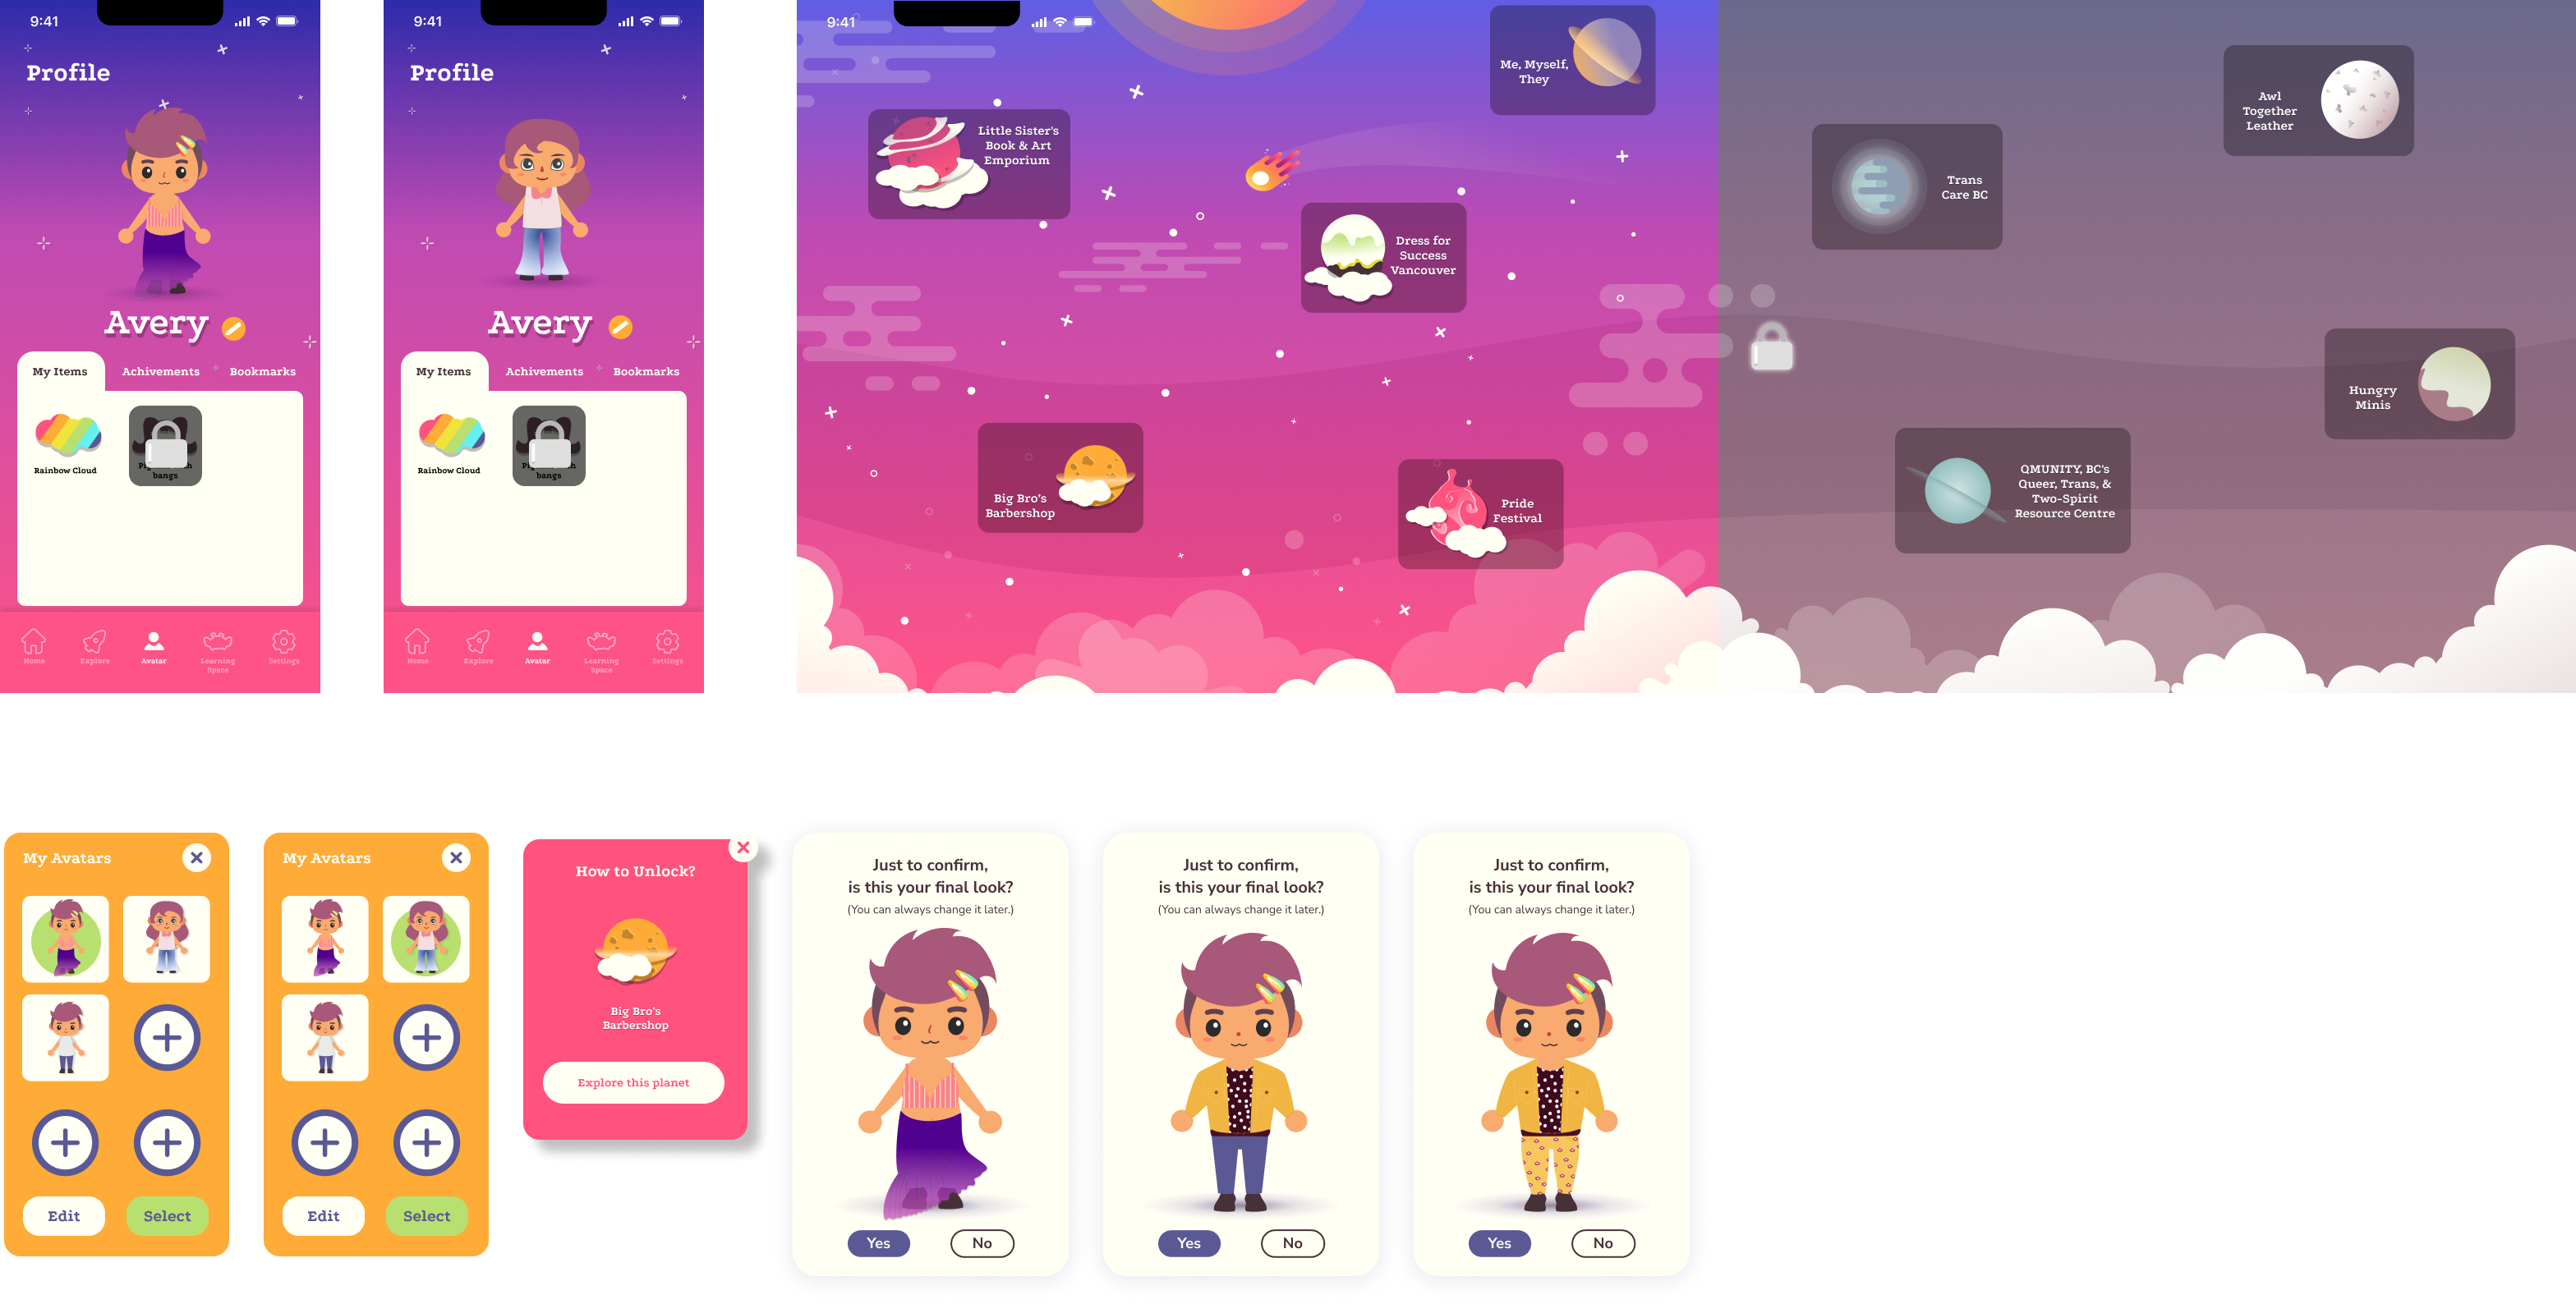 9:41
Profile
Avery
My Items
Achivements
Bookmarks
Rainbow Cloud
bangs
Home
Explore
Avatar
Learning
Space
Settings
9:41
Profile
Avery
My Items
Achivements
Bookmarks
Rainbow Cloud
bangs
Home
Explore
Avatar
Learning
Space
Settings
9:41
Me, Myself,
They
Little Sister's
Book & Art
Emporium
Dress for
Success
Vancouver
Big Bro's
Barbershop
Pride
Festival
Awl
Together
Leather
Trans
Care BC
Hungry
Minis
QMUNITY, BC's
Queer, Trans, &
Two-Spirit
Resource Centre
My Avatars
Edit
Select
My Avatars
Edit
Select
How to Unlock?
Big Bro's
Barbershop
Explore this planet
Just to confirm,
is this your final look?
(You can always change it later.)
Yes
No
Just to confirm,
is this your final look?
(You can always change it later.)
Yes
No
Just to confirm,
is this your final look?
(You can always change it later.)
Yes
No